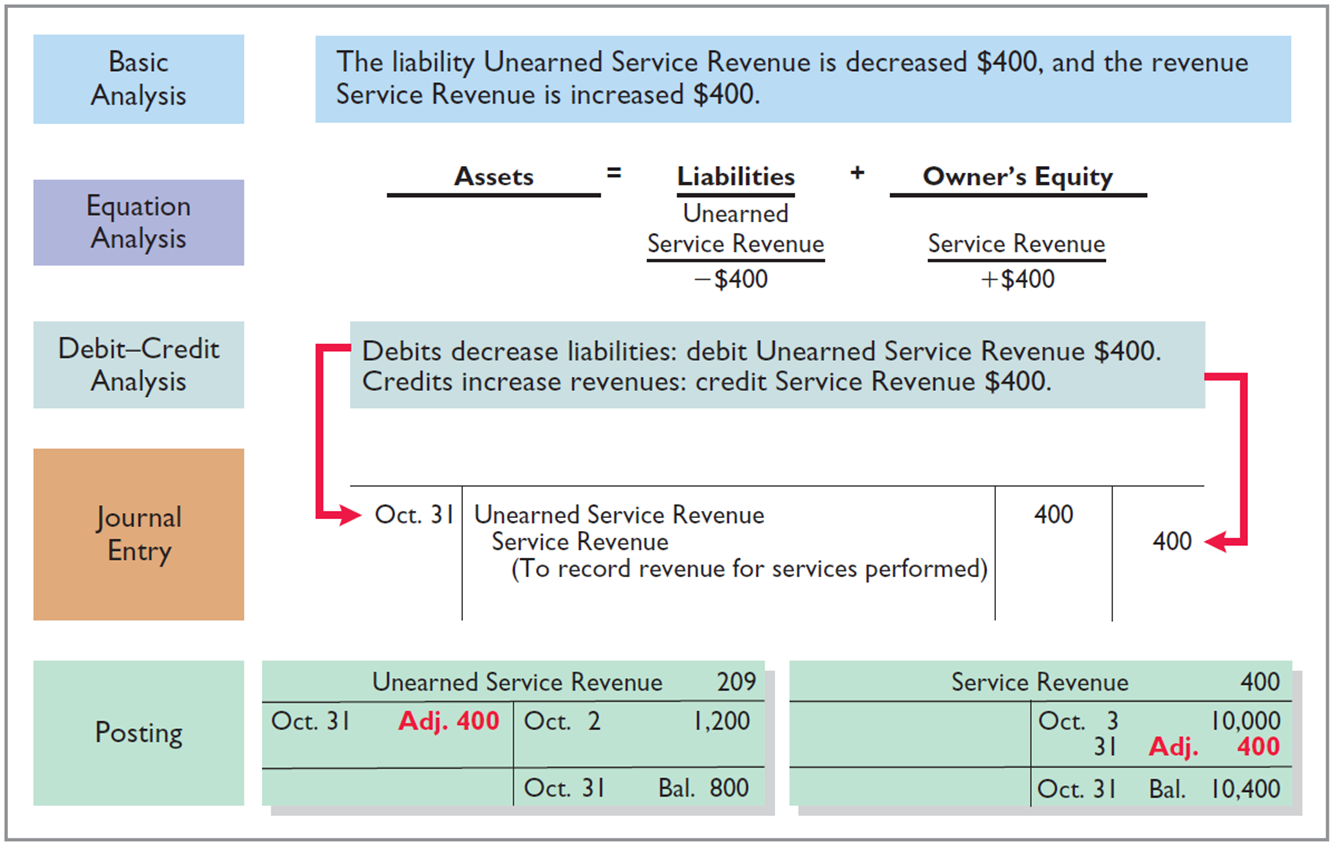 Basic
Analysis
The liability Unearned Service Revenue is decreased $400, and the revenue
Service Revenue is increased $400.
Equation
Analysis
Assets = Liabilities + Owner's Equity
Unearned
Service Revenue Service Revenue
−$400 +$400
Debit–Credit
Analysis
Debits decrease liabilities: debit Unearned Service Revenue $400.
Credits increase revenues: credit Service Revenue $400.
Journal
Entry
Oct. 31 Unearned Service Revenue 400
Service Revenue 400
(To record revenue for services performed)
Posting
Unearned Service Revenue 209
Oct. 31 Adj. 400 Oct. 2 1,200
Oct. 31 Bal. 800
Service Revenue 400
Oct. 3 10,000
31 Adj. 400
Oct. 31 Bal. 10,400